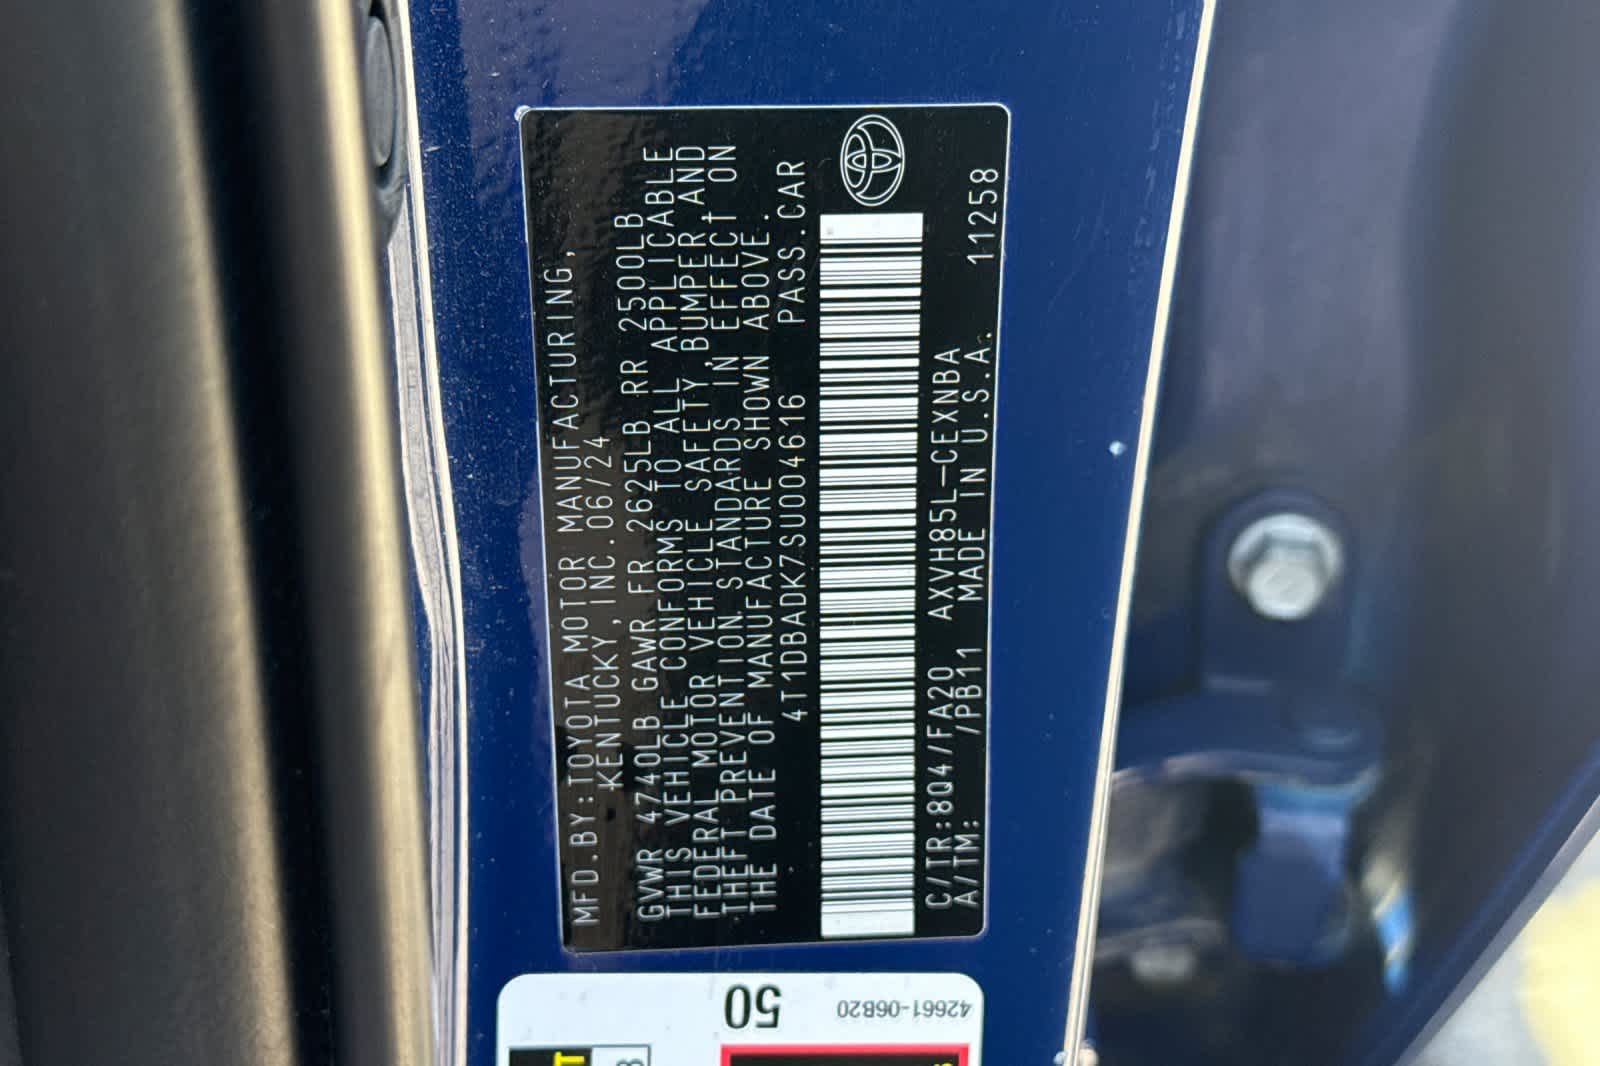 MFD.BY:TOYOTA MOTOR MANUFACTURING,
KENTUCKY,INC.06/24
GVWR 4740LB GAWR FR 2625LB RR 2500LB
THIS VEHICLE CONFORMS TO ALL APPLICABLE
FEDERAL MOTOR VEHICLE SAFETY,BUMPER,AND
THEFT PREVENTION STANDARDS IN EFFECT ON
THE DATE OF MANUFACTURE SHOWN ABOVE.
4T1DBADK7SU004616 PASS.CAR
C/TR:8Q4/FA20 AXVH85L-CEXNBA
A/TM: /PB11 MADE IN U.S.A. 11258
42661-06B20
50